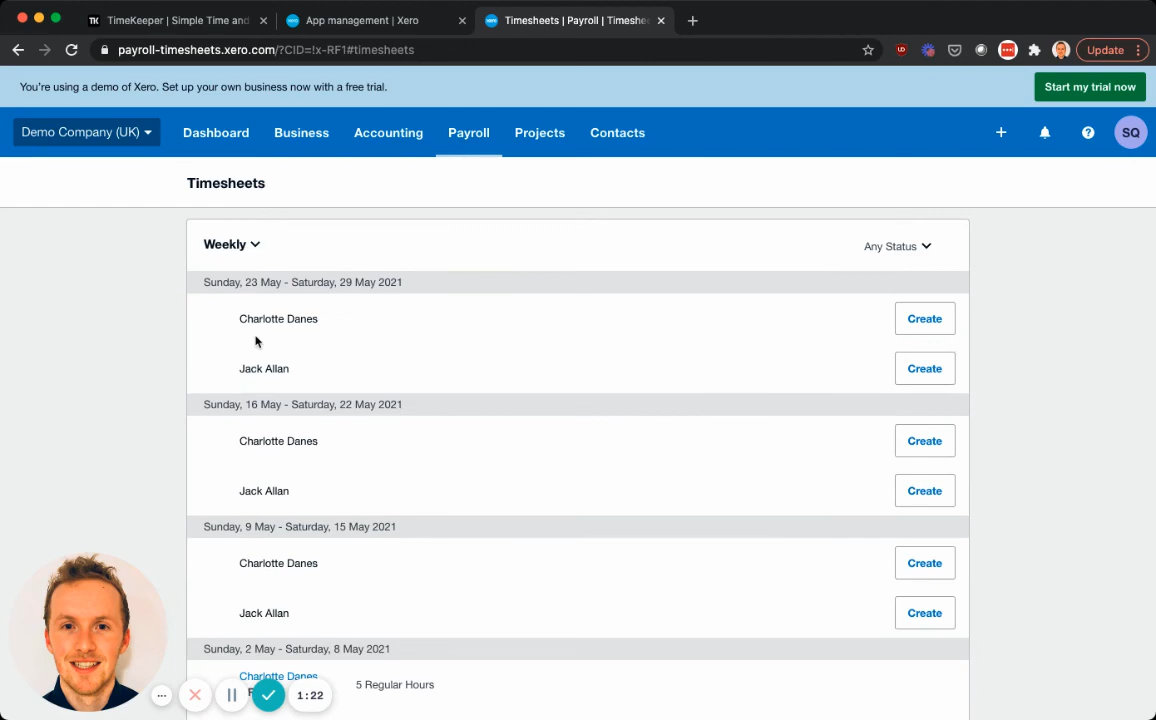 TK TimeKeeper | Simple Time and
xero App management | Xero
xero Timesheets | Payroll | Timeshe
payroll-timesheets.xero.com/?CID=!x-RF1#timesheets
Update
You're using a demo of Xero. Set up your own business now with a free trial.
Start my trial now
Demo Company (UK)
Dashboard
Business
Accounting
Payroll
Projects
Contacts
SQ
Timesheets
Weekly
Any Status
Sunday, 23 May - Saturday, 29 May 2021
Charlotte Danes
Create
Jack Allan
Create
Sunday, 16 May - Saturday, 22 May 2021
Charlotte Danes
Create
Jack Allan
Create
Sunday, 9 May - Saturday, 15 May 2021
Charlotte Danes
Create
Jack Allan
Create
Sunday, 2 May - Saturday, 8 May 2021
Charlotte Danes
5 Regular Hours
1:22